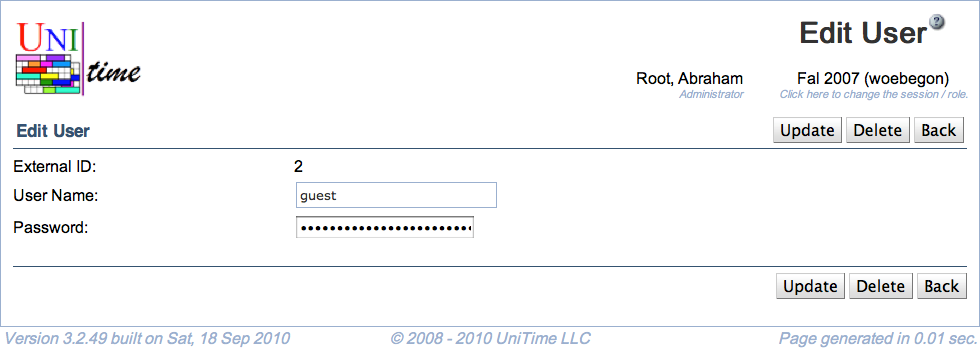 UNI
time
Edit User
?
Root, Abraham
Fal 2007 (woebegon)
Administrator
Click here to change the session / role.
Edit User
Update Delete Back
External ID: 2
User Name: guest
Password: ••••••••••••••••••••••••
Update Delete Back
Version 3.2.49 built on Sat, 18 Sep 2010 © 2008 - 2010 UniTime LLC Page generated in 0.01 sec.